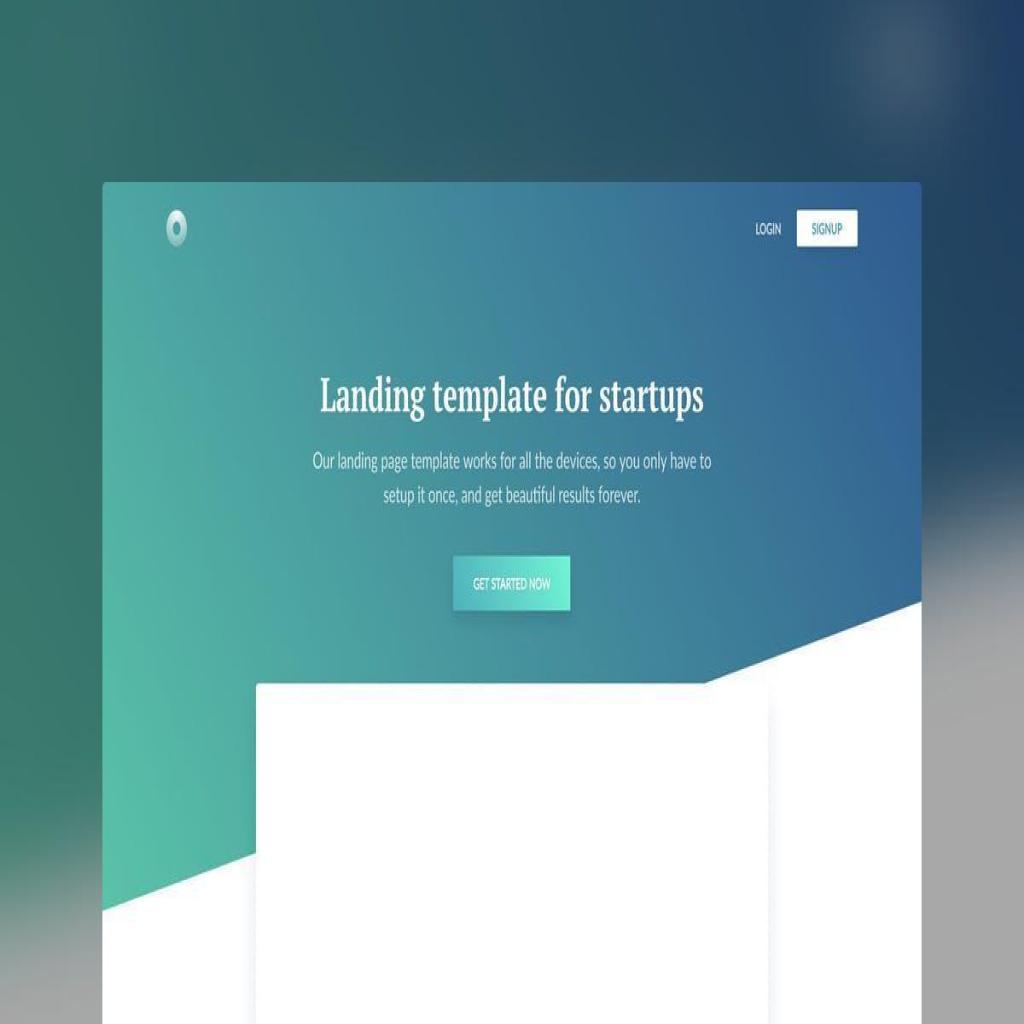 LOGIN
SIGNUP
Landing template for startups
Our landing page template works for all the devices, so you only have to
setup it once, and get beautiful results forever.
GET STARTED NOW